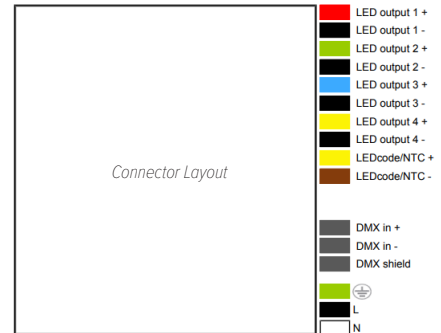 LED output 1 +
LED output 1 -
LED output 2 +
LED output 2 -
LED output 3 +
LED output 3 -
LED output 4 +
LED output 4 -
LEDcode/NTC +
LEDcode/NTC -
Connector Layout
DMX in +
DMX in -
DMX shield
L
N